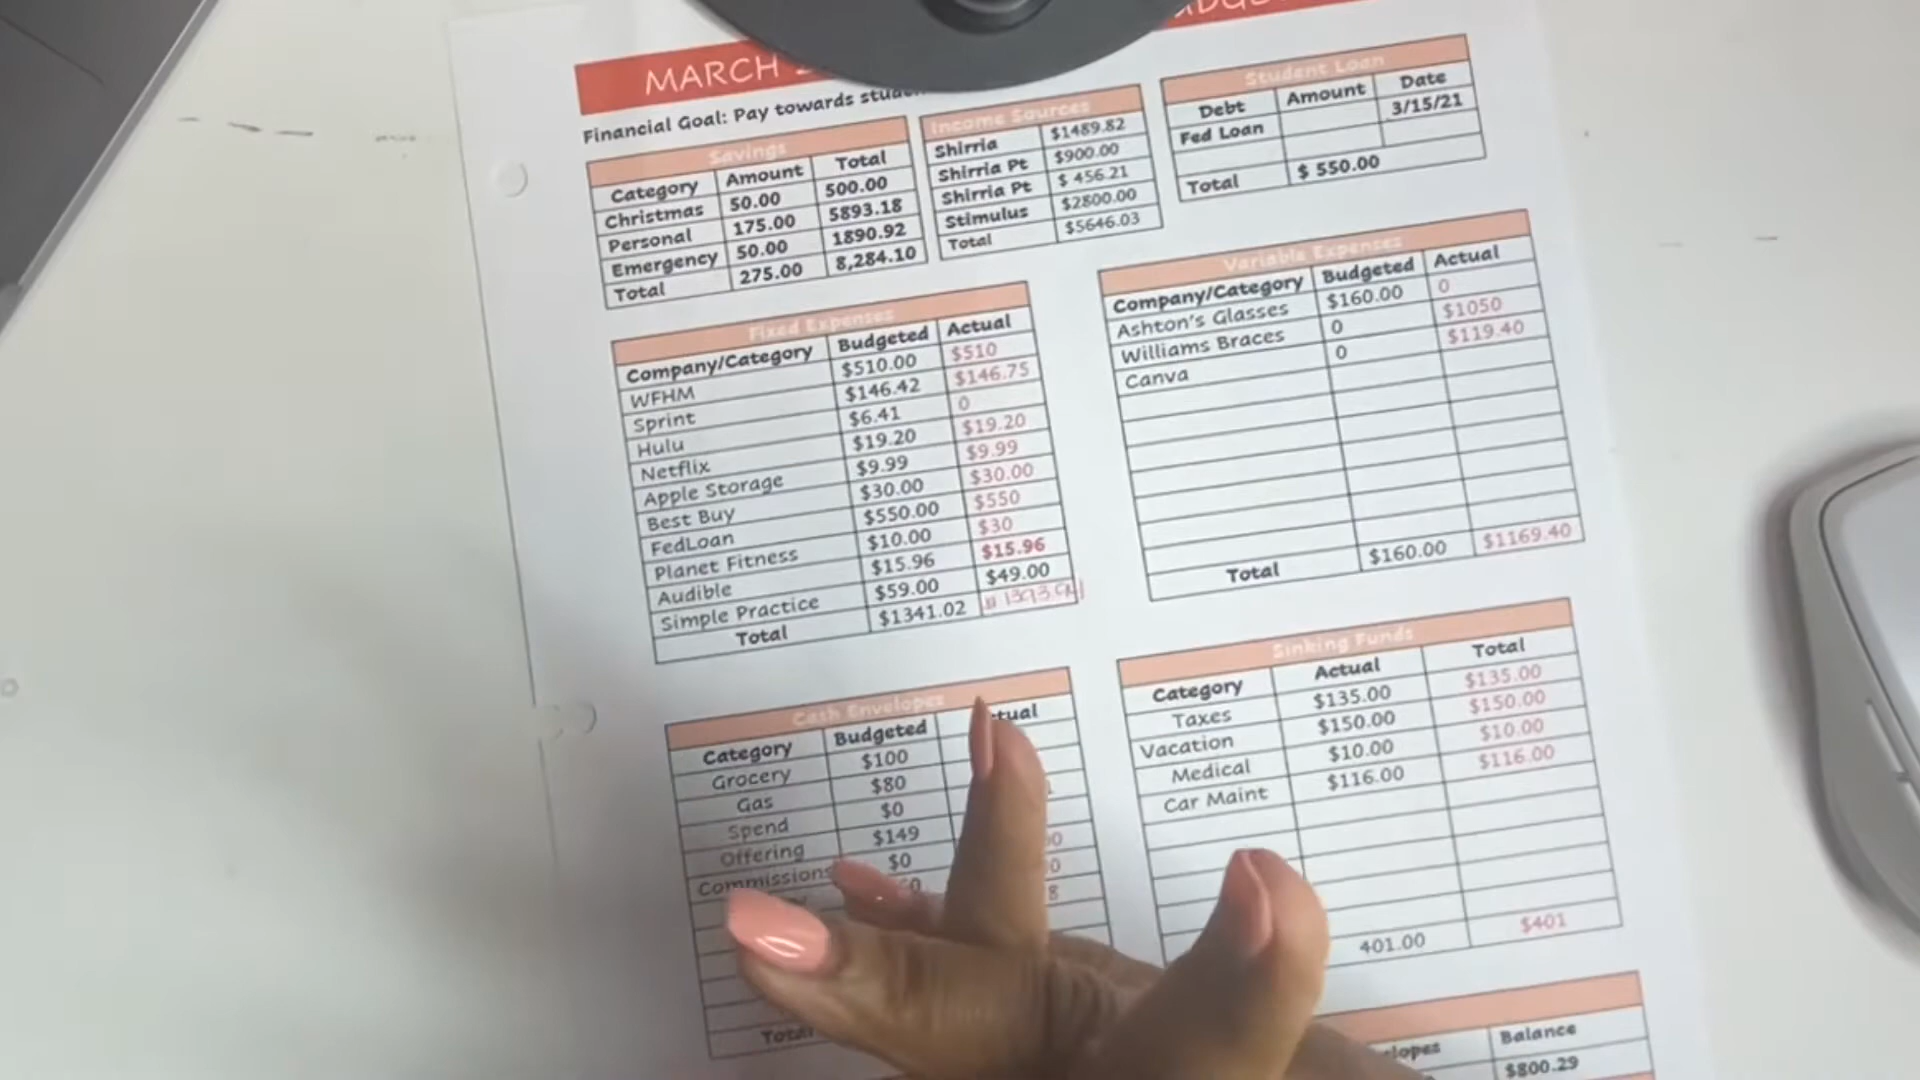 MARCH
Financial Goal: Pay towards
Savings
Category Amount Total
Christmas 50.00 500.00
Personal 175.00 5893.18
Emergency 50.00 1890.92
Total 275.00 8,284.10
Income Sources
Shirria $1489.82
Shirria Pt $900.00
Shirria Pt $ 456.21
Stimulus $2800.00
Total $5646.03
Student Loan
Debt Amount Date
Fed Loan 3/15/21
Total $ 550.00
Fixed Expenses
Company/Category Budgeted Actual
WFHM $510.00 $510
Sprint $146.42 $146.75
Hulu $6.41 0
Netflix $19.20 $19.20
Apple Storage $9.99 $9.99
Best Buy $30.00 $30.00
FedLoan $550.00 $550
Planet Fitness $10.00 $30
Audible $15.96 $15.96
Simple Practice $59.00 $49.00
Total $1341.02
Variable Expenses
Company/Category Budgeted Actual
Ashton's Glasses $160.00 0
Williams Braces 0 $1050
Canva 0 $119.40
Total $160.00 $1169.40
Cash Envelopes
Category Budgeted
Grocery $100
Gas $80
Spend $0
Offering $149
Commissions $0
Sinking Funds
Category Actual Total
Taxes $135.00 $135.00
Vacation $150.00 $150.00
Medical $10.00 $10.00
Car Maint $116.00 $116.00
401.00 $401
Balance
$800.29